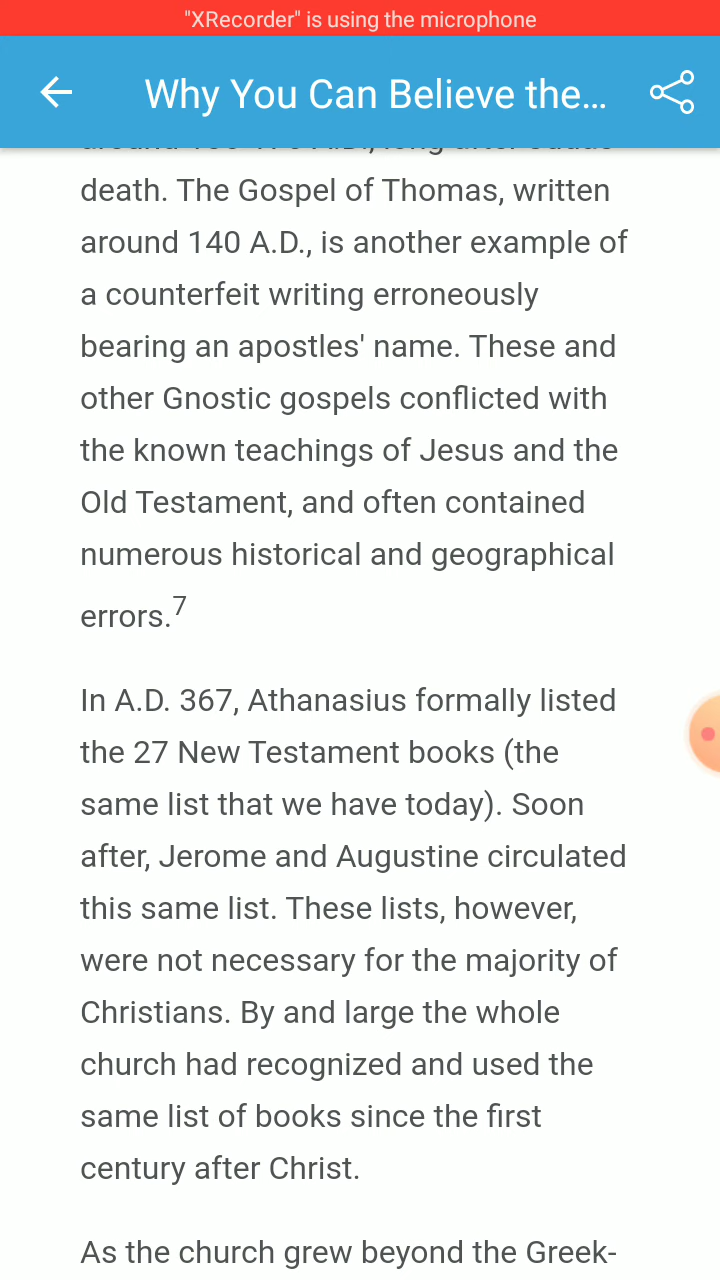 "XRecorder" is using the microphone
Why You Can Believe the...
death. The Gospel of Thomas, written
around 140 A.D., is another example of
a counterfeit writing erroneously
bearing an apostles' name. These and
other Gnostic gospels conflicted with
the known teachings of Jesus and the
Old Testament, and often contained
numerous historical and geographical
errors.7
In A.D. 367, Athanasius formally listed
the 27 New Testament books (the
same list that we have today). Soon
after, Jerome and Augustine circulated
this same list. These lists, however,
were not necessary for the majority of
Christians. By and large the whole
church had recognized and used the
same list of books since the first
century after Christ.
As the church grew beyond the Greek-